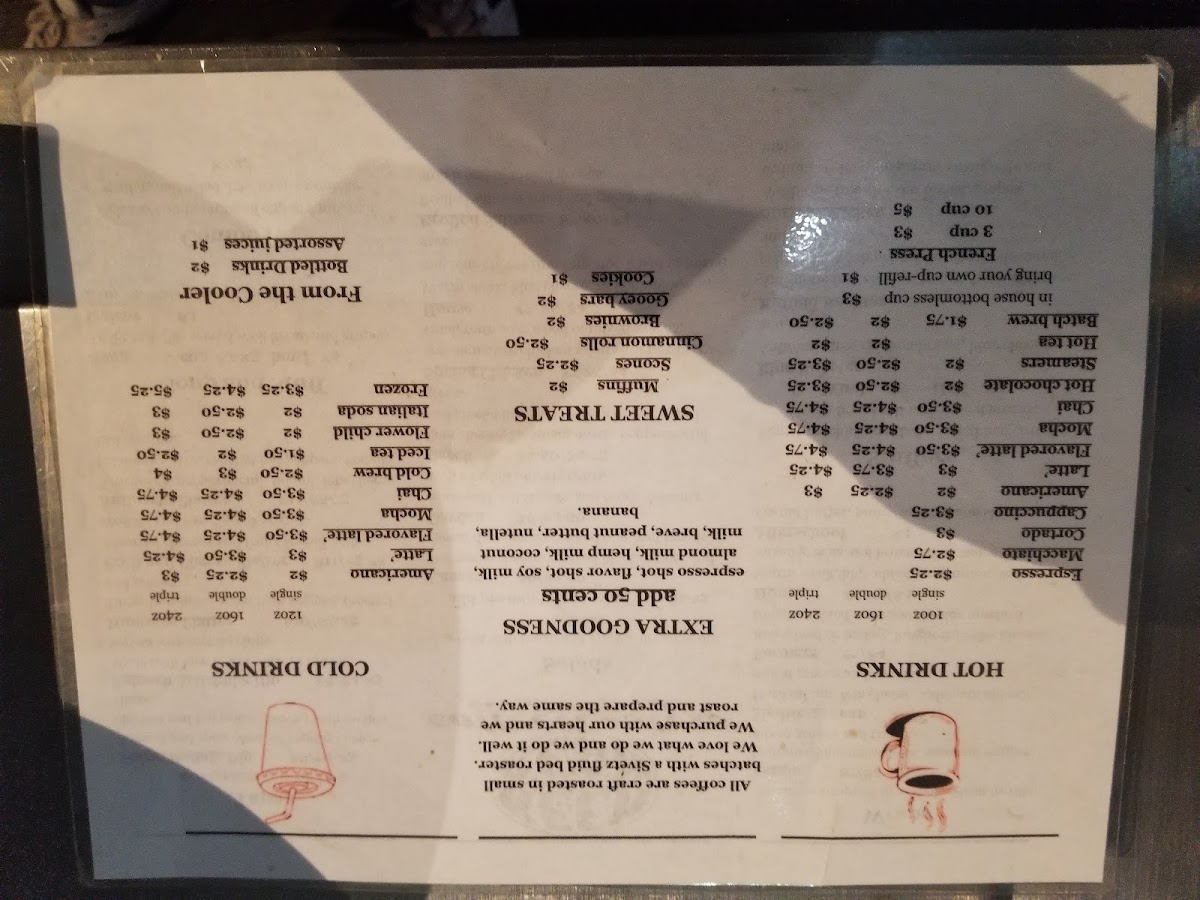 HOT DRINKS
10oz 16oz 24oz
single double triple
Espresso $2.25
Macchiato $2.75
Cortado $3
Cappuccino $3.25
Americano $2 $2.25 $3
Latte* $3 $3.75 $4.25
Flavored latte* $3.50 $4.25 $4.75
Mocha $3.50 $4.25 $4.75
Chai $3.50 $4.25 $4.75
Hot chocolate $2 $2.50 $3.25
Steamers $2 $2.50 $3.25
Hot tea $2 $2
Batch brew $1.75 $2 $2.50
in house bottomless cup $3
bring your own cup-refill $1
French Press
3 cup $3
10 cup $5
All coffees are craft roasted in small
batches with a Sivetz fluid bed roaster.
We love what we do and we do it well.
We purchase with our hearts and we
roast and prepare the same way.
EXTRA GOODNESS
add 50 cents
espresso shot, flavor shot, soy milk,
almond milk, hemp milk, coconut
milk, breve, peanut butter, nutella,
banana.
SWEET TREATS
Muffins $2
Scones $2.25
Cinnamon rolls $2.50
Brownies $2
Gooey bars $2
Cookies $1
COLD DRINKS
12oz 16oz 24oz
single double triple
Americano $2 $2.25 $3
Latte* $3 $3.50 $4.25
Flavored latte* $3.50 $4.25 $4.75
Mocha $3.50 $4.25 $4.75
Chai $3.50 $4.25 $4.75
Cold brew $2.50 $3 $4
Iced tea $1.50 $2 $2.50
Flower child $2 $2.50 $3
Italian soda $2 $2.50 $3
Frozen $3.25 $4.25 $5.25
From the Cooler
Bottled Drinks $2
Assorted juices $1